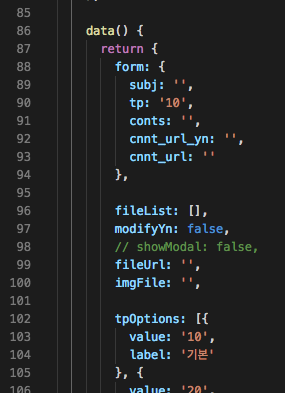 85
86 data() {
87 return {
88 form: {
89 subj: '',
90 tp: '10',
91 conts: '',
92 cnnt_url_yn: '',
93 cnnt_url: ''
94 },
95
96 fileList: [],
97 modifyYn: false,
98 // showModal: false,
99 fileUrl: '',
100 imgFile: '',
101
102 tpOptions: [{
103 value: '10',
104 label: '기본'
105 }, {
106 value: '20',